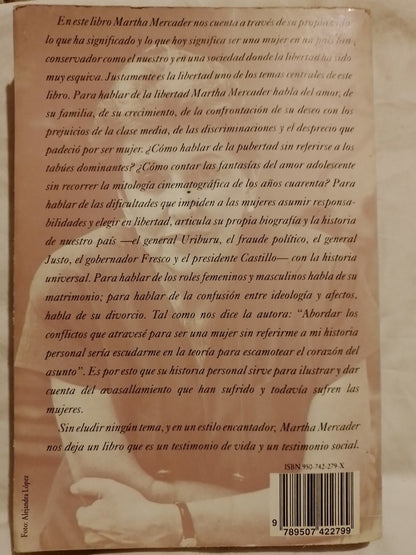 En este libro Martha Mercader nos cuenta a través de su propia vida
lo que ha significado y lo que hoy significa ser una mujer en un país tan
conservador como el nuestro y en una sociedad donde la libertad ha sido
muy esquiva. Justamente es la libertad uno de los temas centrales de este
libro. Para hablar de la libertad Martha Mercader habla del amor, de
su familia, de su crecimiento, de la confrontación de su deseo con los
prejuicios de la clase media, de las discriminaciones y el desprecio que
padeció por ser mujer. ¿Cómo hablar de la pubertad sin referirse a los
tabúes dominantes? ¿Cómo contar las fantasías del amor adolescente
sin recorrer la mitología cinematográfica de los años cuarenta? Para
hablar de las dificultades que impiden a las mujeres asumir responsa-
bilidades y elegir en libertad, articula su propia biografía y la historia
de nuestro país —el general Uriburu, el fraude político, el general
Justo, el gobernador Fresco y el presidente Castillo— con la historia
universal. Para hablar de los roles femeninos y masculinos habla de su
matrimonio; para hablar de la confusión entre ideología y afectos,
habla de su divorcio. Tal como nos dice la autora: “Abordar los
conflictos que atravesé para ser una mujer sin referirme a mi historia
personal sería escudarme en la teoría para escamotear el corazón del
asunto”. Es por esto que su historia personal sirve para ilustrar y dar
cuenta del avasallamiento que han sufrido y todavía sufren las
mujeres.
Sin eludir ningún tema, y en un estilo encantador, Martha Mercader
nos deja un libro que es un testimonio de vida y un testimonio social.
ISBN 950-742-279-X
9 789507 422799
Foto: Alejandra López